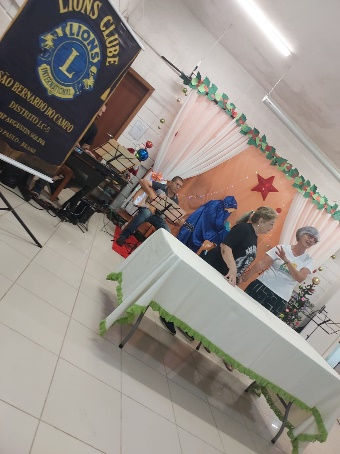 LIONS CLUBE
LIONS
L
INTERNATIONAL
SÃO BERNARDO DO CAMPO
DISTRITO LC-5